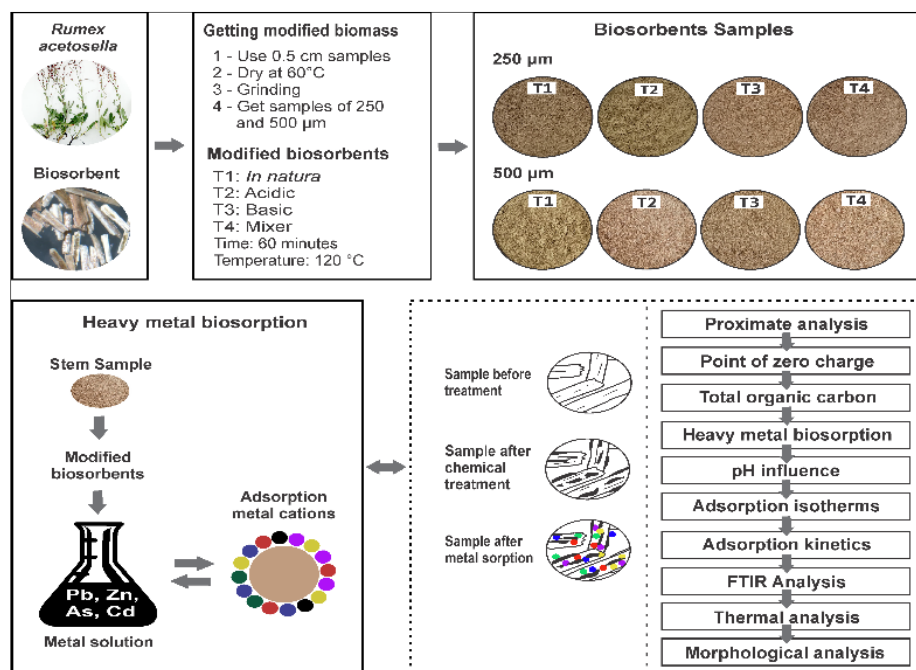 Rumex
acetosella
Biosorbent
Getting modified biomass
1 - Use 0.5 cm samples
2 - Dry at 60°C
3 - Grinding
4 - Get samples of 250
and 500 µm
Modified biosorbents
T1: In natura
T2: Acidic
T3: Basic
T4: Mixer
Time: 60 minutes
Temperature: 120 °C
Biosorbents Samples
250 µm
T1
T2
T3
T4
500 µm
T1
T2
T3
T4
Heavy metal biosorption
Stem Sample
Modified
biosorbents
Pb, Zn,
As, Cd
Metal solution
Adsorption
metal cations
Sample before
treatment
Sample after
chemical
treatment
Sample after
metal sorption
Proximate analysis
Point of zero charge
Total organic carbon
Heavy metal biosorption
pH influence
Adsorption isotherms
Adsorption kinetics
FTIR Analysis
Thermal analysis
Morphological analysis